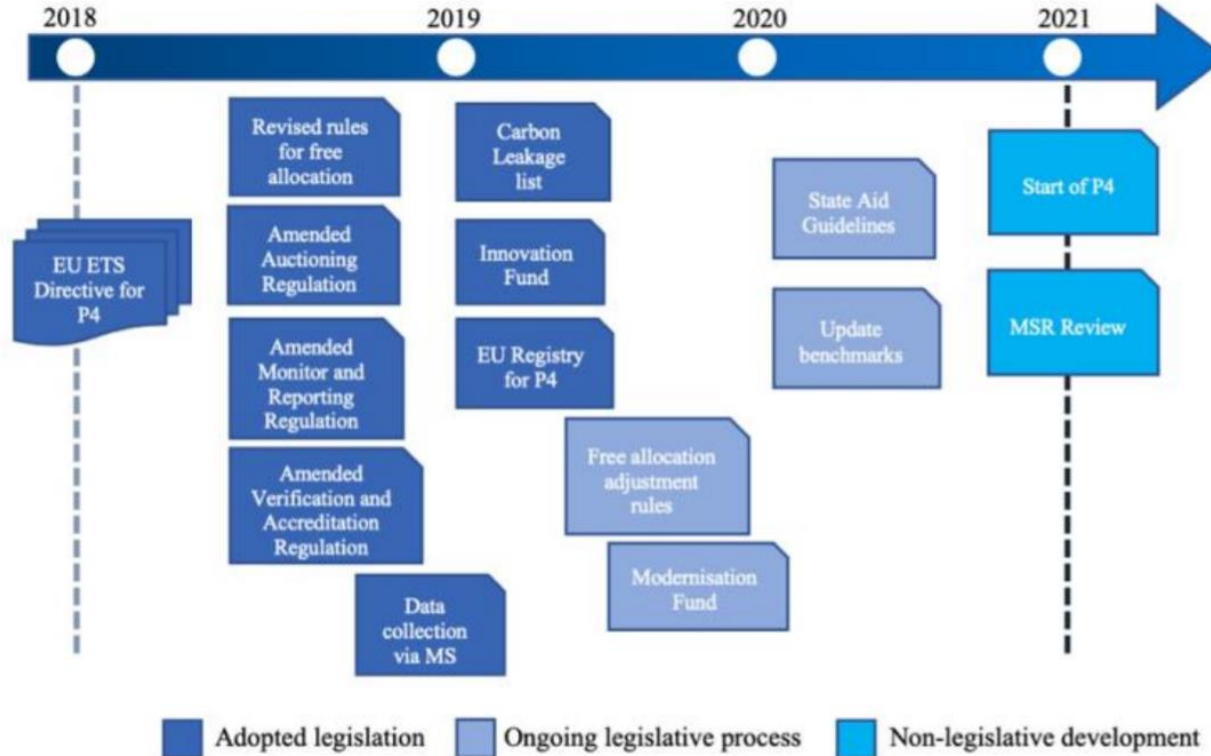 2018
2019
2020
2021
EU ETS
Directive for
P4
Revised rules
for free
allocation
Amended
Auctioning
Regulation
Amended
Monitor and
Reporting
Regulation
Amended
Verification and
Accreditation
Regulation
Data
collection
via MS
Carbon
Leakage
list
Innovation
Fund
EU Registry
for P4
Free allocation
adjustment
rules
Modernisation
Fund
State Aid
Guidelines
Update
benchmarks
Start of P4
MSR Review
Adopted legislation
Ongoing legislative process
Non-legislative development